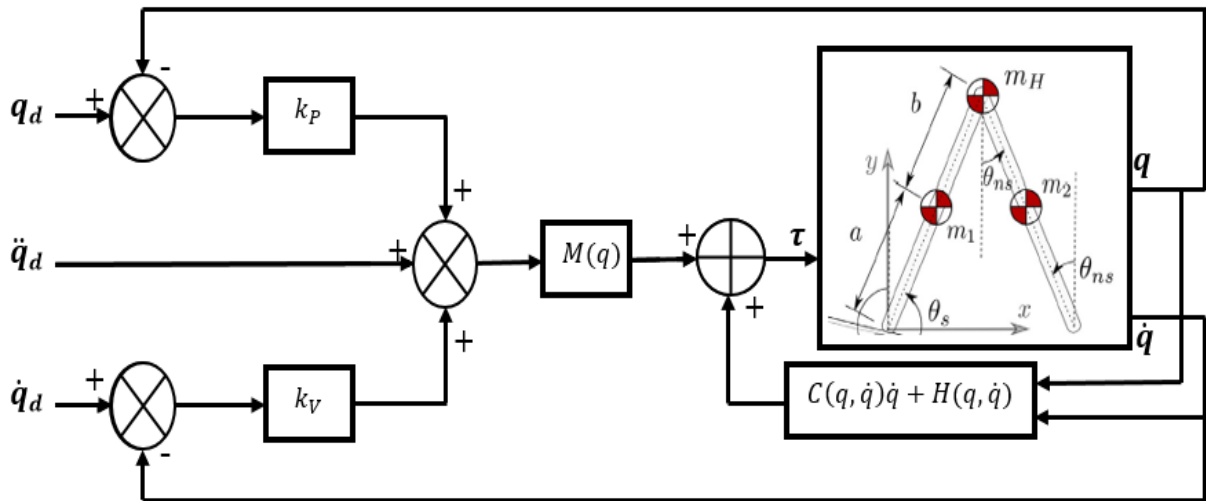 -
q_d
+
k_P
+
q̈_d
+
M(q)
+
+
τ
q̇_d
+
k_V
+
-
m_H
b
y
θ_ns
m_2
a
m_1
θ_ns
θ_s
x
q
q̇
C(q, q̇)q̇ + H(q, q̇)